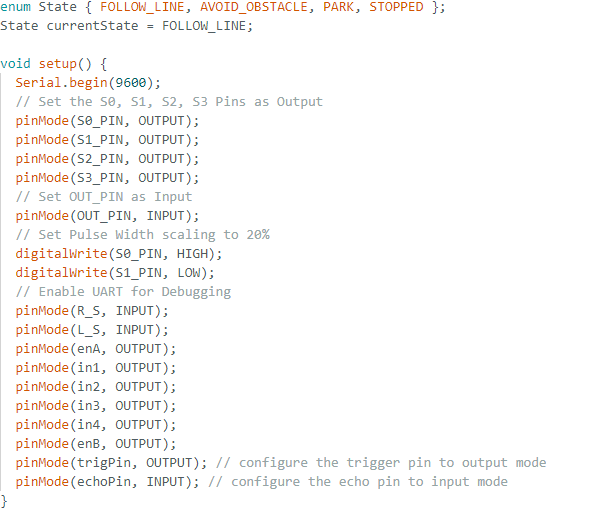 enum State { FOLLOW_LINE, AVOID_OBSTACLE, PARK, STOPPED };
State currentState = FOLLOW_LINE;

void setup() {
  Serial.begin(9600);
  // Set the S0, S1, S2, S3 Pins as Output
  pinMode(S0_PIN, OUTPUT);
  pinMode(S1_PIN, OUTPUT);
  pinMode(S2_PIN, OUTPUT);
  pinMode(S3_PIN, OUTPUT);
  // Set OUT_PIN as Input
  pinMode(OUT_PIN, INPUT);
  // Set Pulse Width scaling to 20%
  digitalWrite(S0_PIN, HIGH);
  digitalWrite(S1_PIN, LOW);
  // Enable UART for Debugging
  pinMode(R_S, INPUT);
  pinMode(L_S, INPUT);
  pinMode(enA, OUTPUT);
  pinMode(in1, OUTPUT);
  pinMode(in2, OUTPUT);
  pinMode(in3, OUTPUT);
  pinMode(in4, OUTPUT);
  pinMode(enB, OUTPUT);
  pinMode(trigPin, OUTPUT); // configure the trigger pin to output mode
  pinMode(echoPin, INPUT); // configure the echo pin to input mode
}